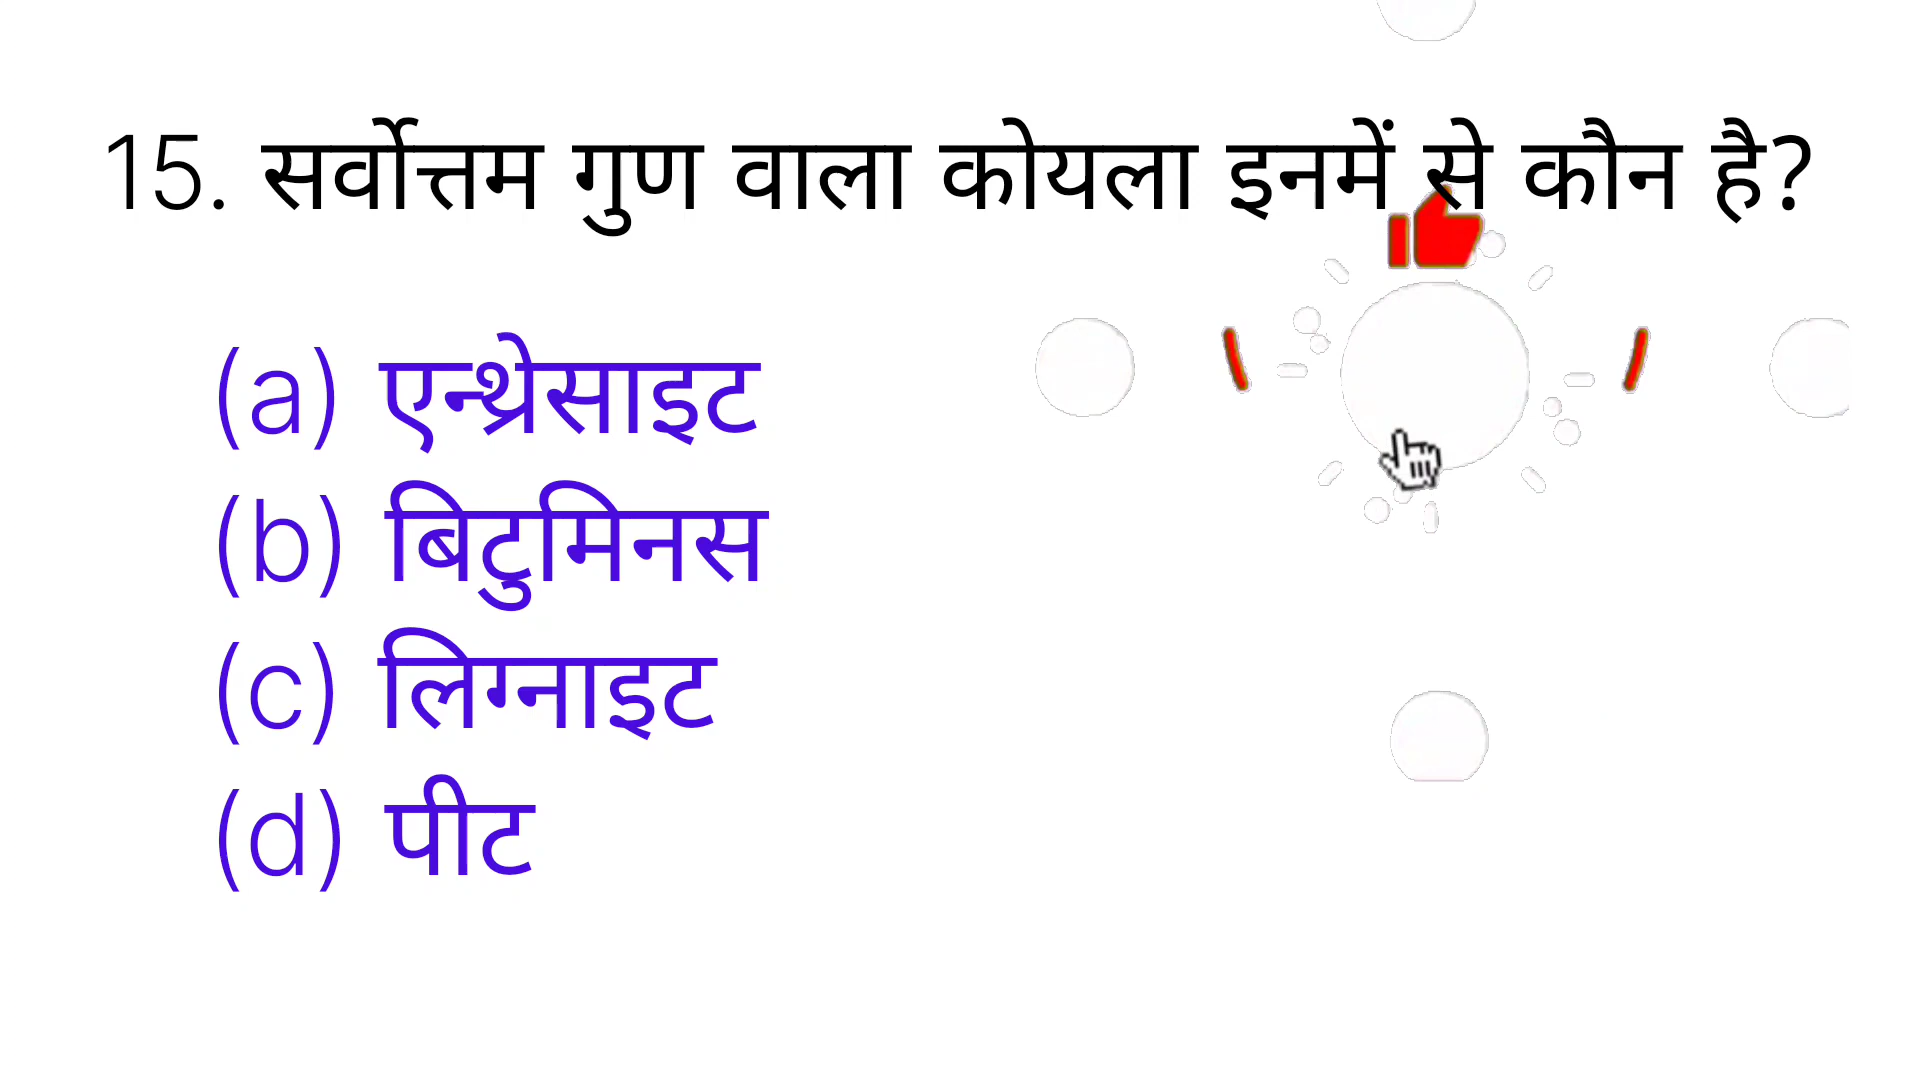 15. सर्वोत्तम गुण वाला कोयला इनमें से कौन है?
(a) एन्थ्रेसाइट
(b) बिटुमिनस
(c) लिग्नाइट
(d) पीट